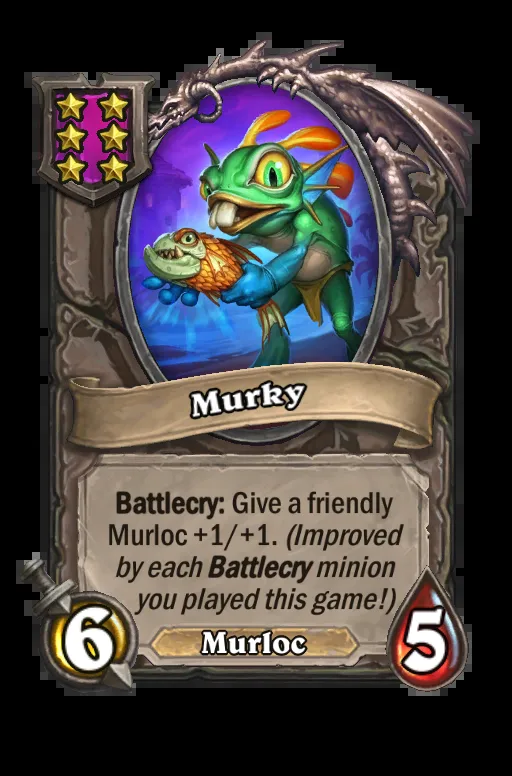 Murky
Battlecry: Give a friendly
Murloc +1/+1. (Improved
by each Battlecry minion
you played this game!)
6
Murloc
5